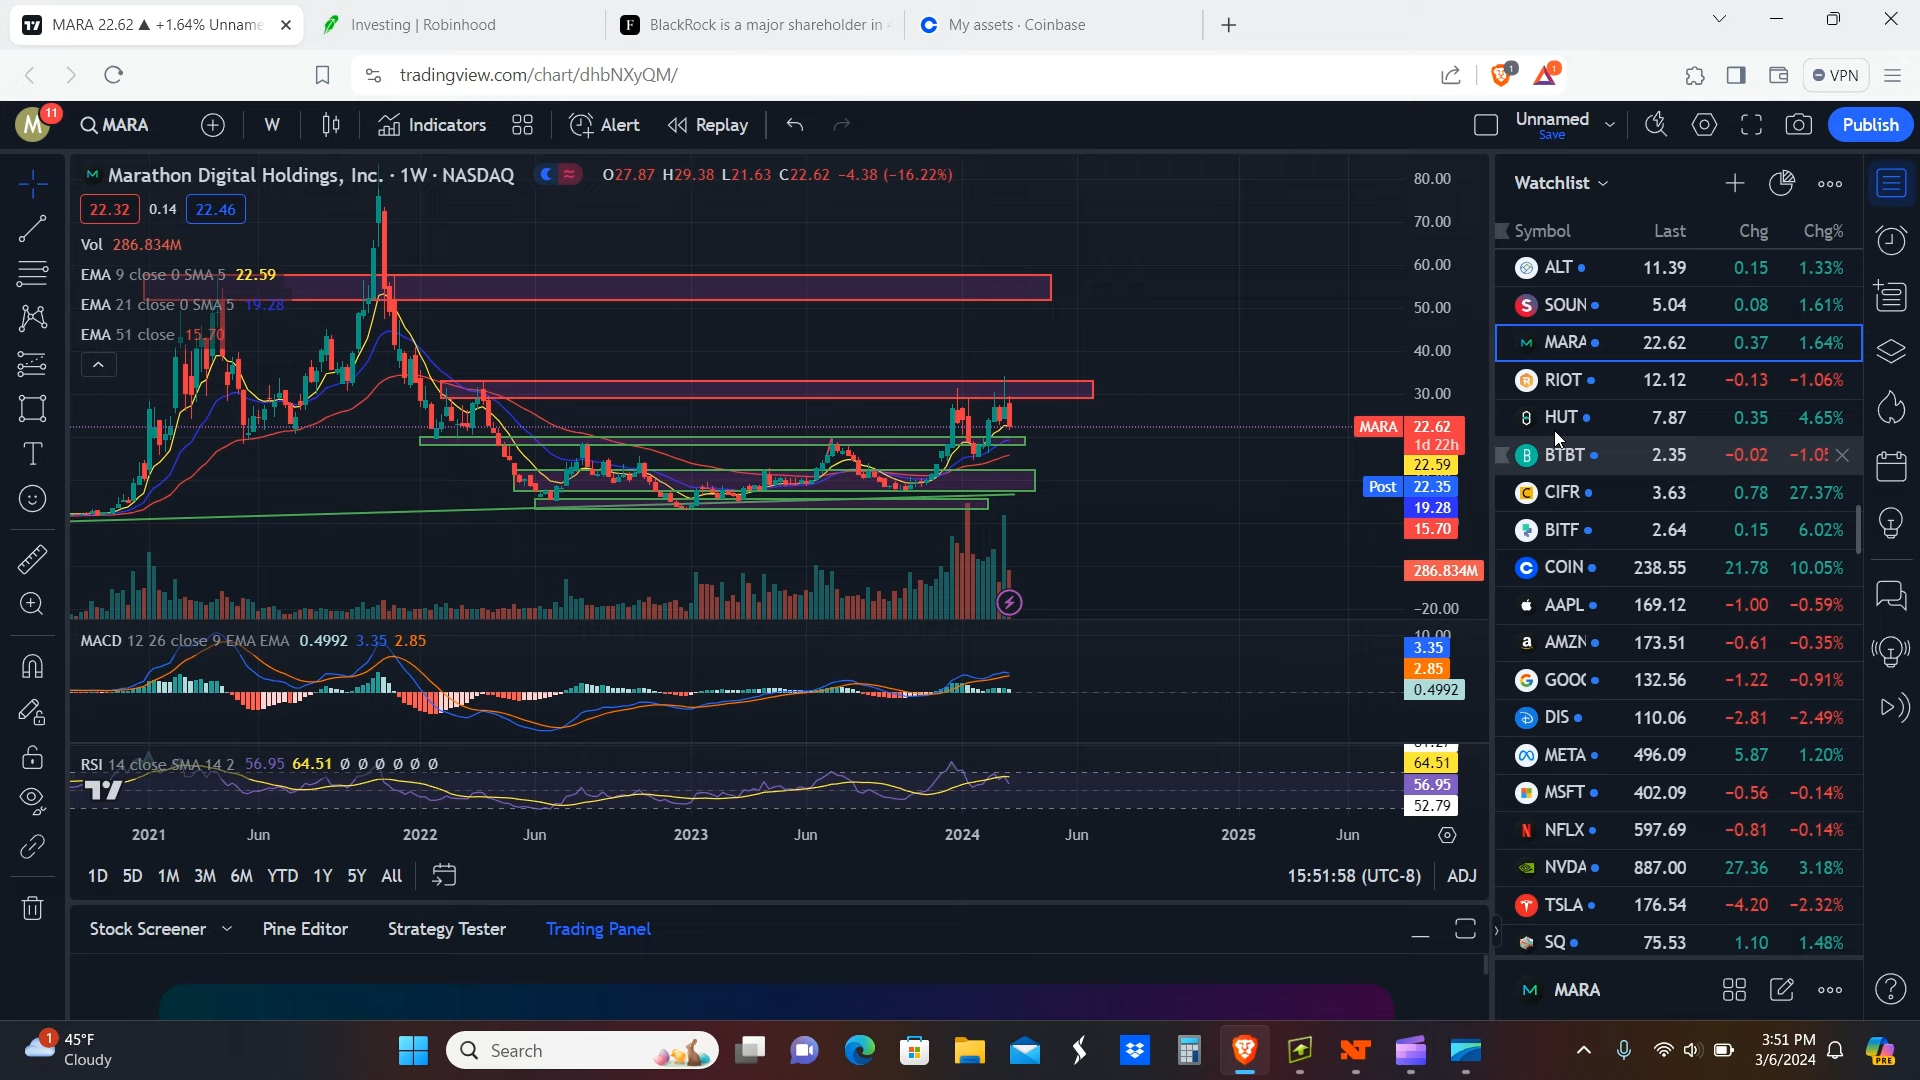 MARA 22.62 ▲ +1.64% Unname
Investing | Robinhood
BlackRock is a major shareholder in 4
My assets · Coinbase
tradingview.com/chart/dhbNXyQM/
1
1
VPN
M
11
MARA
W
Indicators
Alert
Replay
Unnamed
Save
Publish
Marathon Digital Holdings, Inc. · 1W · NASDAQ
O27.87 H29.38 L21.63 C22.62 −4.38 (−16.22%)
22.32 0.14 22.46
Vol 286.834M
EMA 9 close 0 SMA 5 22.59
EMA 21 close 0 SMA 5 19.28
EMA 51 close 15.70
80.00
70.00
60.00
50.00
40.00
30.00
MARA 22.62
1d 22h
22.59
Post 22.35
19.28
15.70
286.834M
−20.00
MACD 12 26 close 9 EMA EMA 0.4992 3.35 2.85
10.00
3.35
2.85
0.4992
RSI 14 close SMA 14 2 56.95 64.51 Ø Ø Ø Ø Ø Ø
64.51
56.95
52.79
2021 Jun 2022 Jun 2023 Jun 2024 Jun 2025 Jun
1D 5D 1M 3M 6M YTD 1Y 5Y All
15:51:58 (UTC-8) ADJ
Stock Screener Pine Editor Strategy Tester Trading Panel
Watchlist
Symbol Last Chg Chg%
ALT 11.39 0.15 1.33%
SOUN 5.04 0.08 1.61%
MARA 22.62 0.37 1.64%
RIOT 12.12 −0.13 −1.06%
HUT 7.87 0.35 4.65%
BTBT 2.35 −0.02 −1.05
CIFR 3.63 0.78 27.37%
BITF 2.64 0.15 6.02%
COIN 238.55 21.78 10.05%
AAPL 169.12 −1.00 −0.59%
AMZN 173.51 −0.61 −0.35%
GOOG 132.56 −1.22 −0.91%
DIS 110.06 −2.81 −2.49%
META 496.09 5.87 1.20%
MSFT 402.09 −0.56 −0.14%
NFLX 597.69 −0.81 −0.14%
NVDA 887.00 27.36 3.18%
TSLA 176.54 −4.20 −2.32%
SQ 75.53 1.10 1.48%
MARA
1
45°F
Cloudy
Search
3:51 PM
3/6/2024
PRE